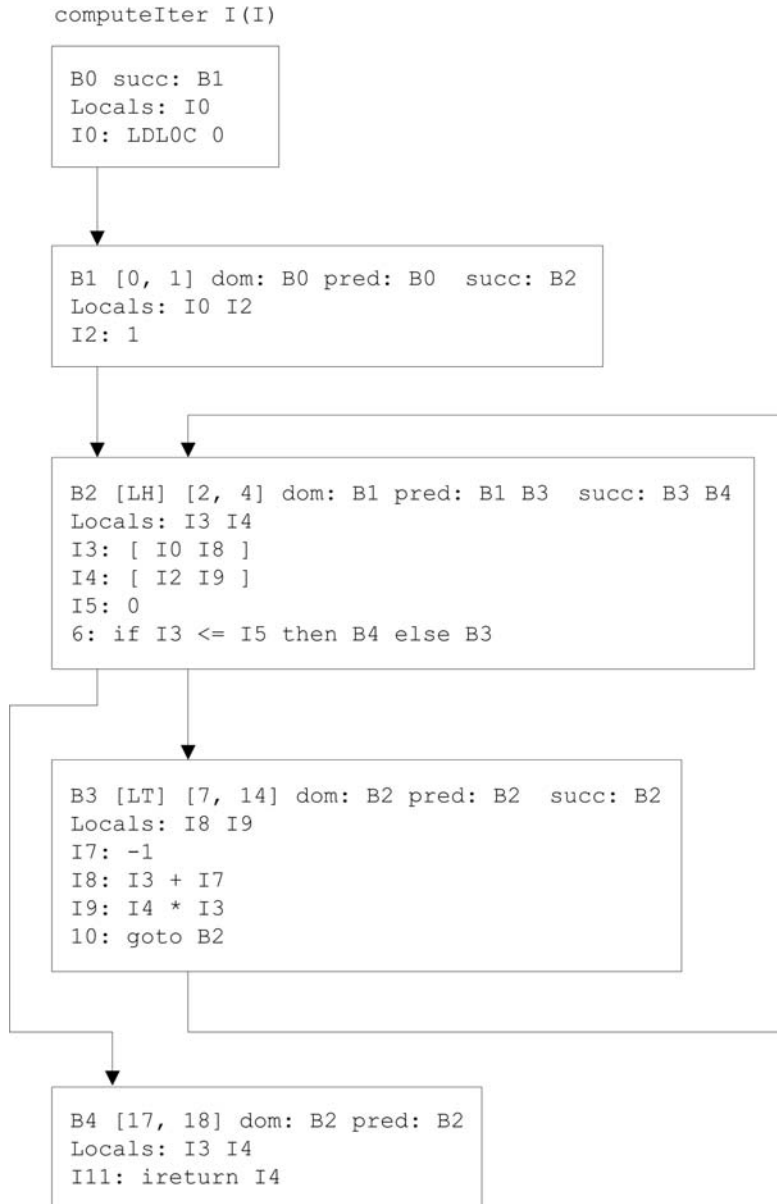 computeIter I(I)
B0 succ: B1
Locals: I0
I0: LDLOC 0
B1 [0, 1] dom: B0 pred: B0 succ: B2
Locals: I0 I2
I2: 1
B2 [LH] [2, 4] dom: B1 pred: B1 B3 succ: B3 B4
Locals: I3 I4
I3: [ I0 I8 ]
I4: [ I2 I9 ]
I5: 0
6: if I3 <= I5 then B4 else B3
B3 [LT] [7, 14] dom: B2 pred: B2 succ: B2
Locals: I8 I9
I7: -1
I8: I3 + I7
I9: I4 * I3
10: goto B2
B4 [17, 18] dom: B2 pred: B2
Locals: I3 I4
I11: ireturn I4